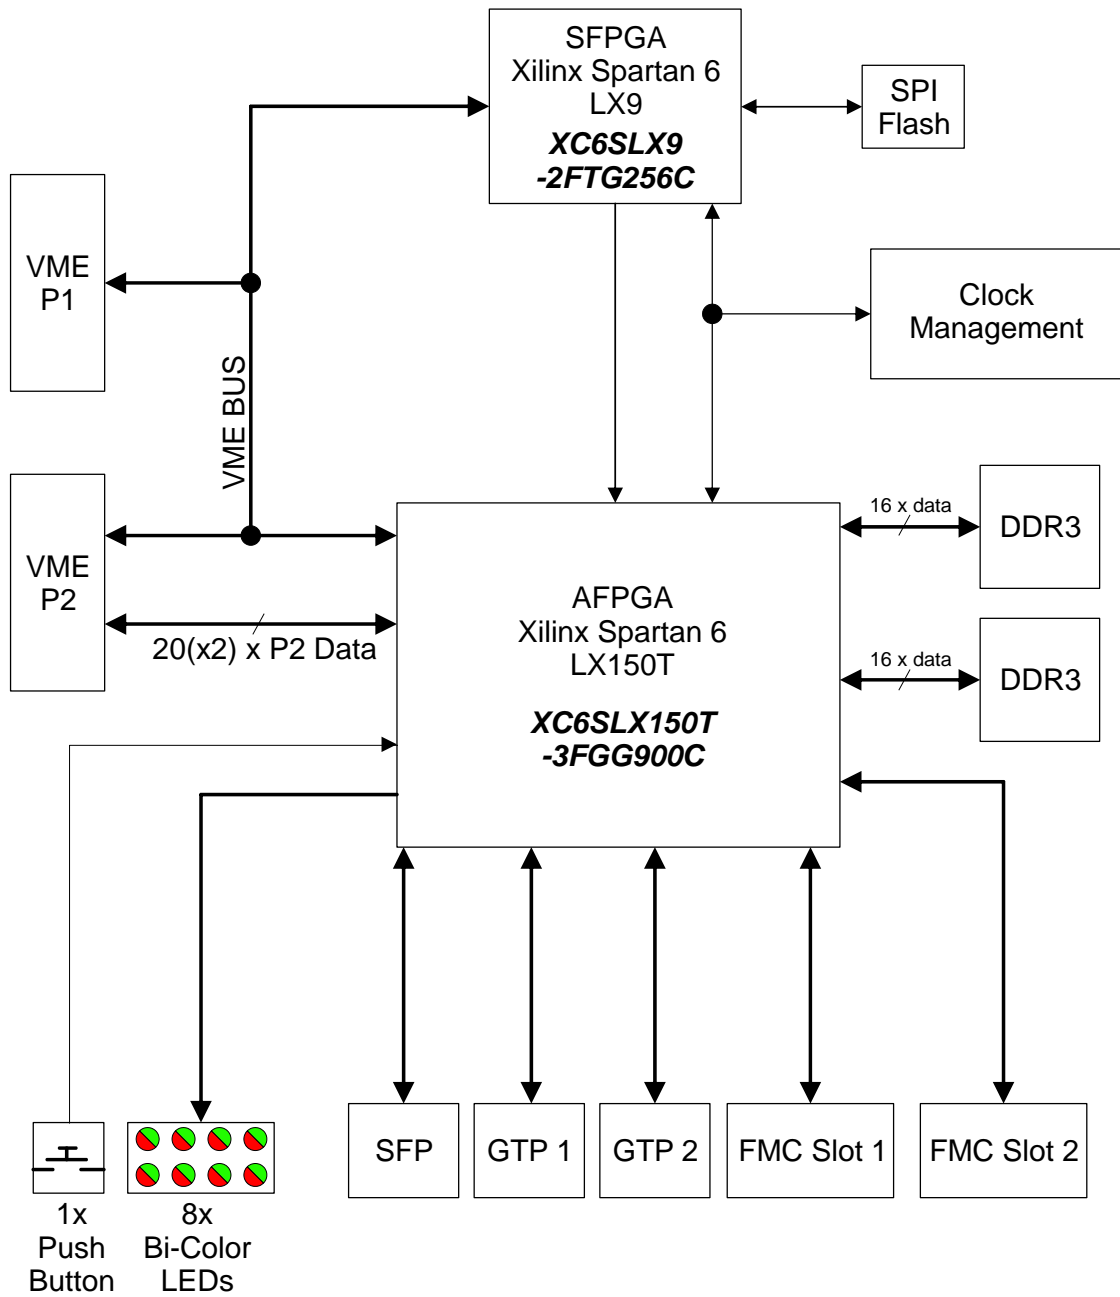 SFPGA
Xilinx Spartan 6
LX9
XC6SLX9
-2FTG256C
SPI
Flash
VME
P1
Clock
Management
VME BUS
VME
P2
16 x data
DDR3
20(x2) x P2 Data
AFPGA
Xilinx Spartan 6
LX150T
XC6SLX150T
-3FGG900C
16 x data
DDR3
SFP
GTP 1
GTP 2
FMC Slot 1
FMC Slot 2
1x
Push
Button
8x
Bi-Color
LEDs